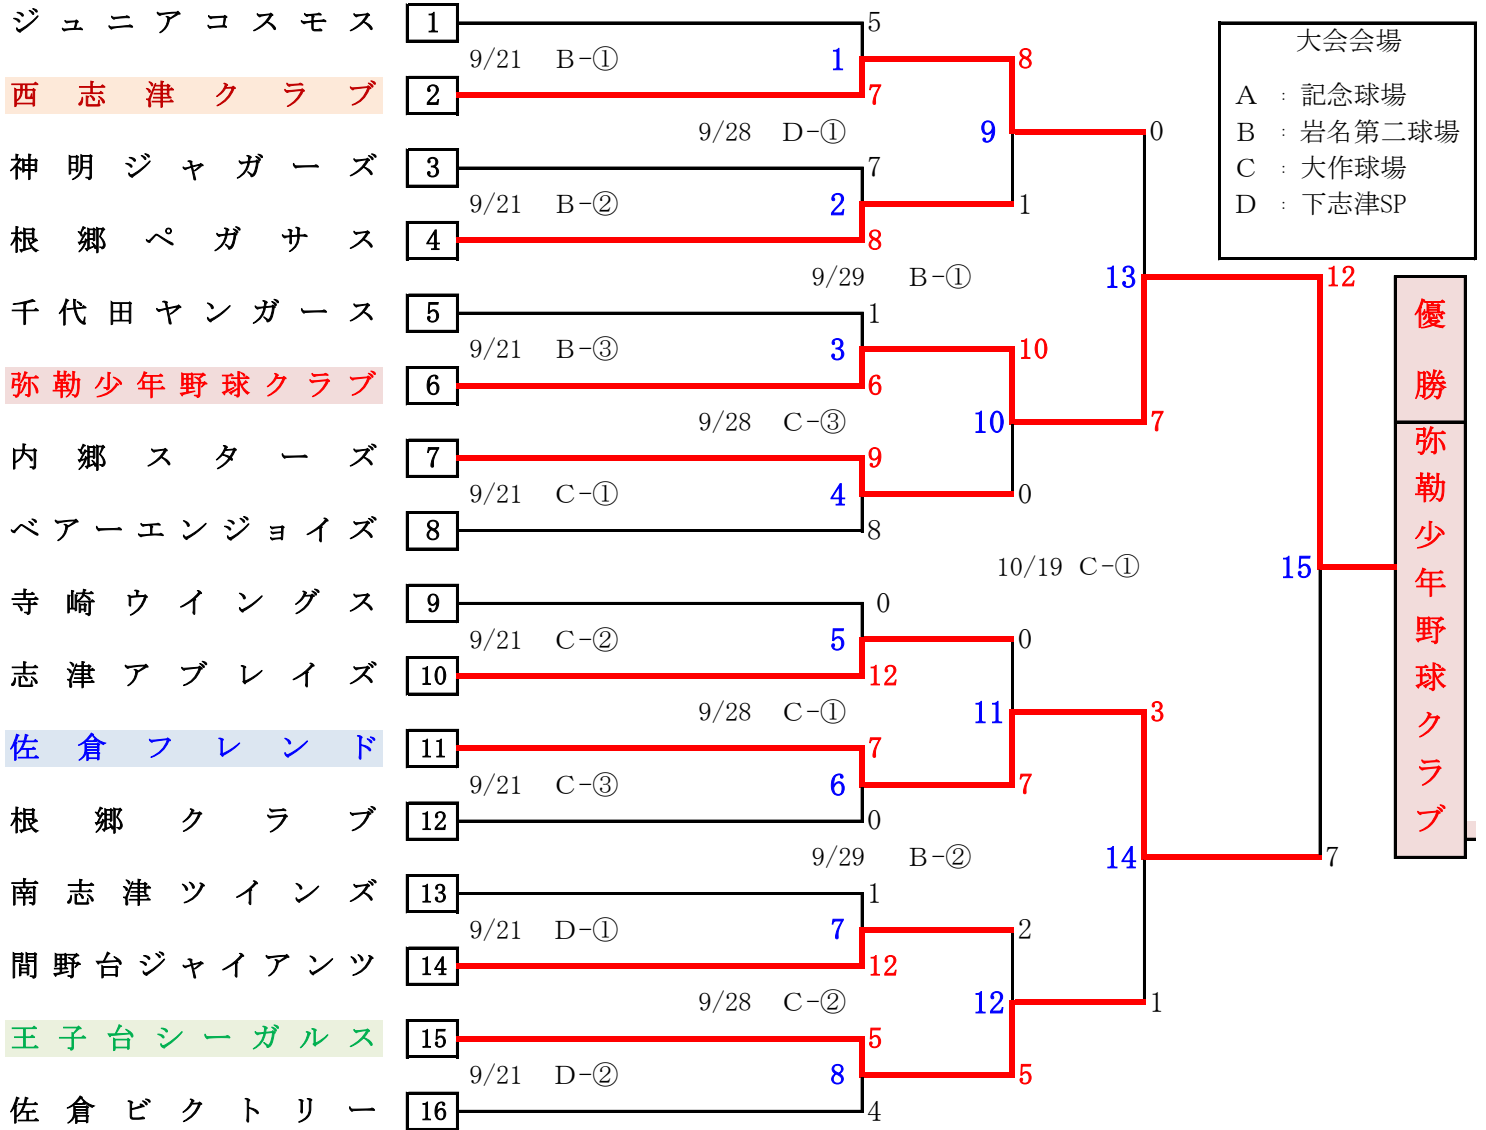 ジュニアコスモス 1 5
9/21 B-① 1 8
西志津クラブ 2 7
9/28 D-① 9 0
神明ジャガーズ 3 7
9/21 B-② 2 1
根郷ペガサス 4 8
9/29 B-① 13 12
千代田ヤンガース 5 1
9/21 B-③ 3 10
弥勒少年野球クラブ 6 6
9/28 C-③ 10 7
内郷スターズ 7 9
9/21 C-① 4 0
ベアーエンジョイズ 8 8
10/19 C-① 15
寺崎ウイングス 9 0
9/21 C-② 5 0
志津アブレイズ 10 12
9/28 C-① 11 3
佐倉フレンド 11 7
9/21 C-③ 6 7
根郷クラブ 12 0
9/29 B-② 14 7
南志津ツインズ 13 1
9/21 D-① 7 2
間野台ジャイアンツ 14 12
9/28 C-② 12 1
王子台シーガルス 15 5
9/21 D-② 8 5
佐倉ビクトリー 16 4
大会会場
A : 記念球場
B : 岩名第二球場
C : 大作球場
D : 下志津SP
優勝
弥勒少年野球クラブ